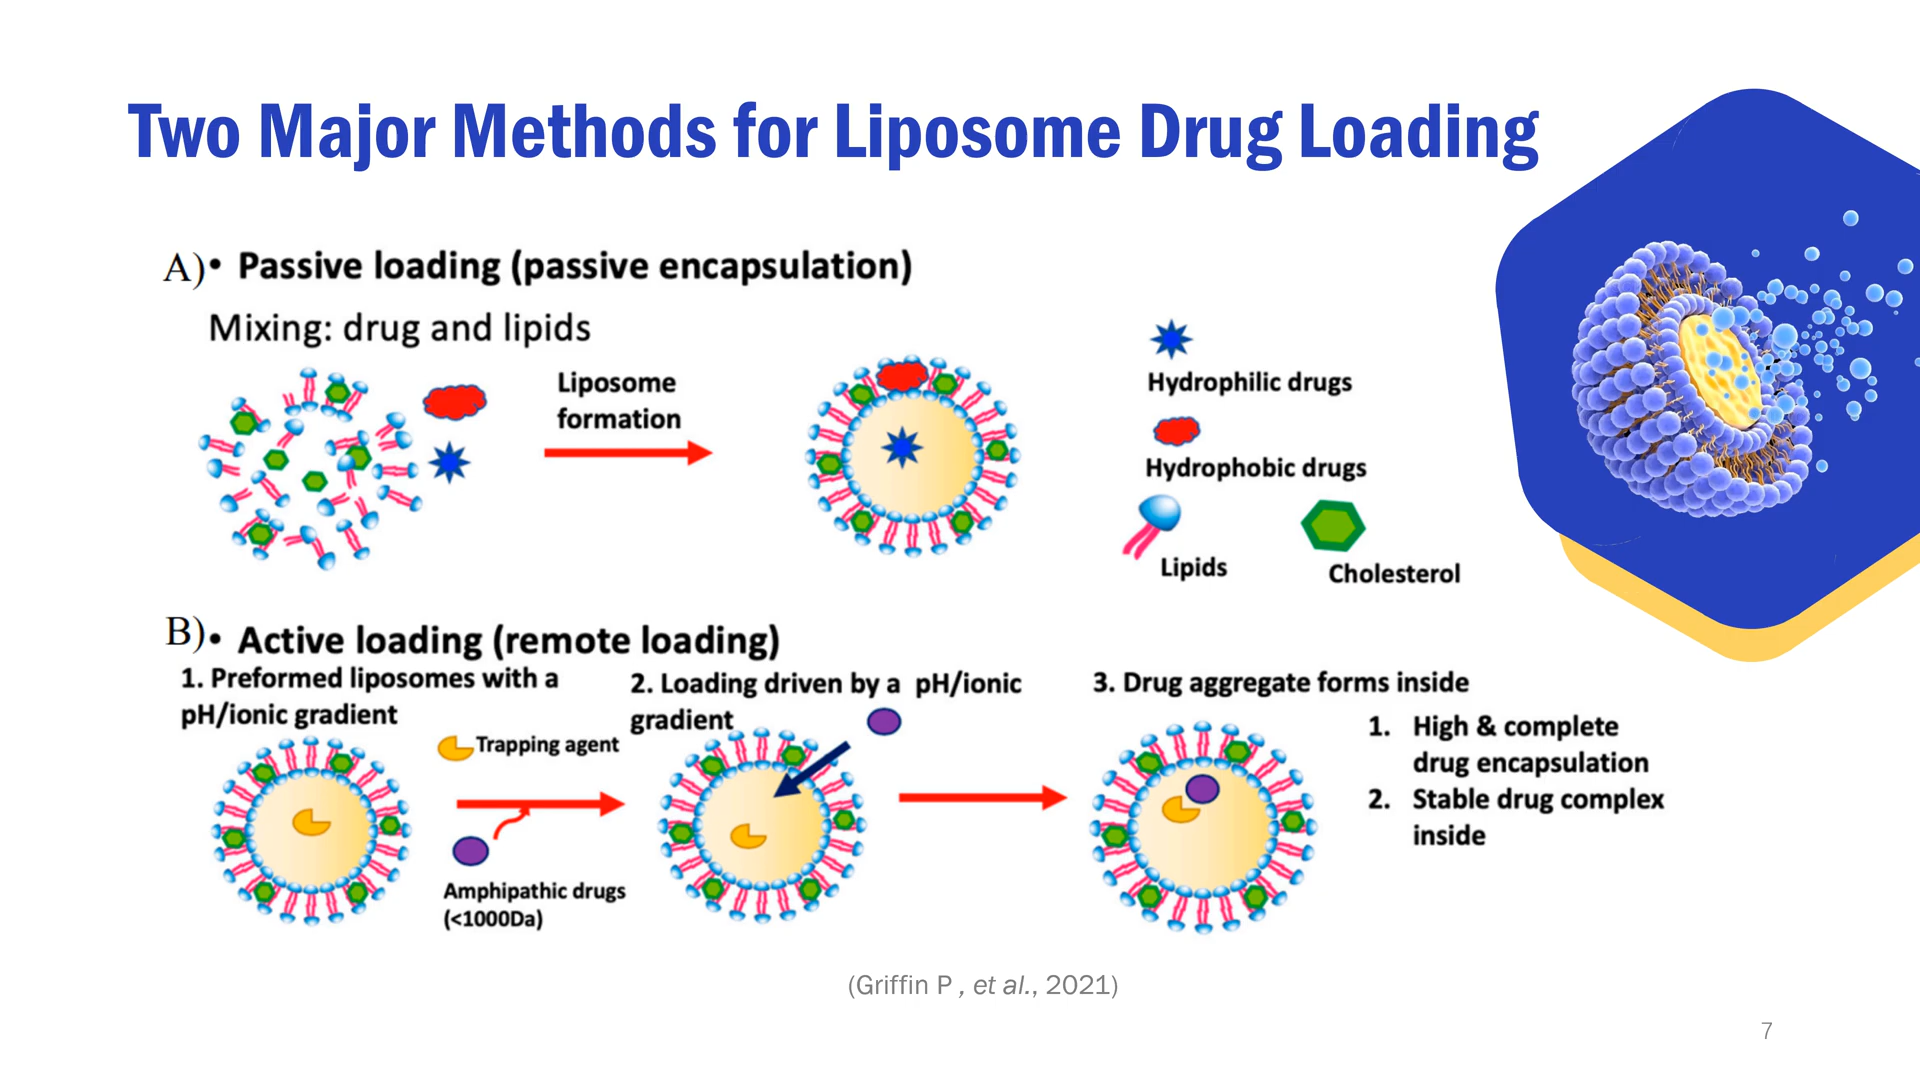 Two Major Methods for Liposome Drug Loading
A) • Passive loading (passive encapsulation)
Mixing: drug and lipids
Liposome
formation
Hydrophilic drugs
Hydrophobic drugs
Lipids
Cholesterol
B) • Active loading (remote loading)
1. Preformed liposomes with a
pH/ionic gradient
Trapping agent
Amphipathic drugs
(<1000Da)
2. Loading driven by a pH/ionic
gradient
3. Drug aggregate forms inside
1. High & complete
drug encapsulation
2. Stable drug complex
inside
(Griffin P , et al., 2021)
7